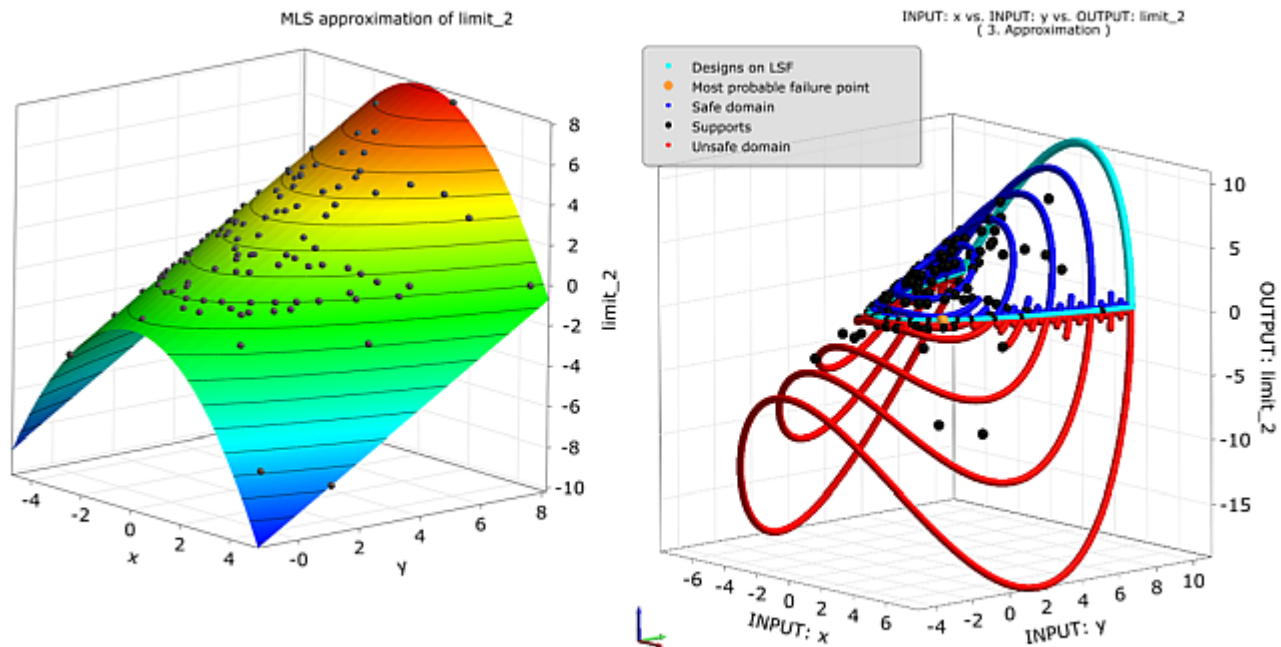 MLS approximation of limit_2
8
6
4
2
0
-2
-4
-6
-8
-10
limit_2
-4
-2
0
2
4
x
-0
2
4
6
8
y
INPUT: x vs. INPUT: y vs. OUTPUT: limit_2
( 3. Approximation )
Designs on LSF
Most probable failure point
Safe domain
Supports
Unsafe domain
10
5
0
-5
-10
-15
OUTPUT: limit_2
-6
-4
-2
0
2
4
6
INPUT: x
-4
-2
0
2
4
6
8
10
INPUT: y